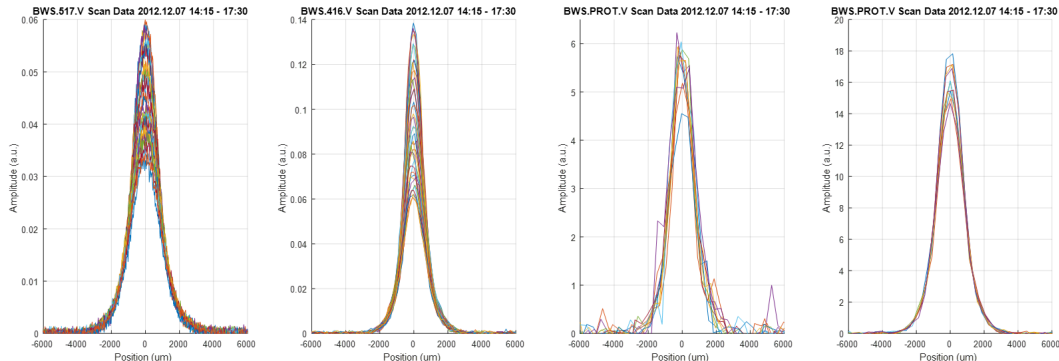 BWS.517.V Scan Data 2012.12.07 14:15 - 17:30
0.06
0.05
0.04
0.03
0.02
0.01
0
Amplitude (a.u.)
-6000 -4000 -2000 0 2000 4000 6000
Position (um)
BWS.416.V Scan Data 2012.12.07 14:15 - 17:30
0.14
0.12
0.1
0.08
0.06
0.04
0.02
0
Amplitude (a.u.)
-6000 -4000 -2000 0 2000 4000 6000
Position (um)
BWS.PROT.V Scan Data 2012.12.07 14:15 - 17:30
6
5
4
3
2
1
0
Amplitude (a.u.)
-6000 -4000 -2000 0 2000 4000 6000
Position (um)
BWS.PROT.V Scan Data 2012.12.07 14:15 - 17:30
20
18
16
14
12
10
8
6
4
2
0
Amplitude (a.u.)
-6000 -4000 -2000 0 2000 4000 6000
Position (um)